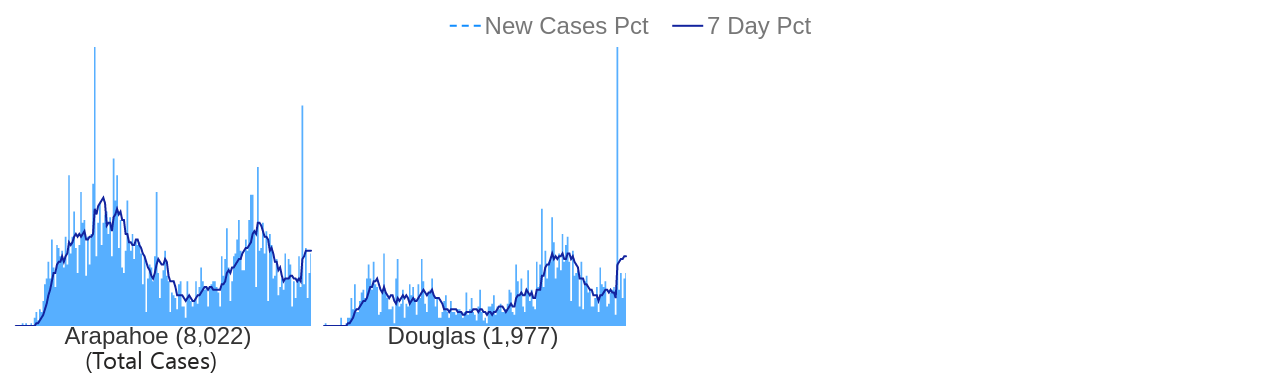 New Cases Pct 7 Day Pct
Arapahoe (8,022) Douglas (1,977)
(Total Cases)